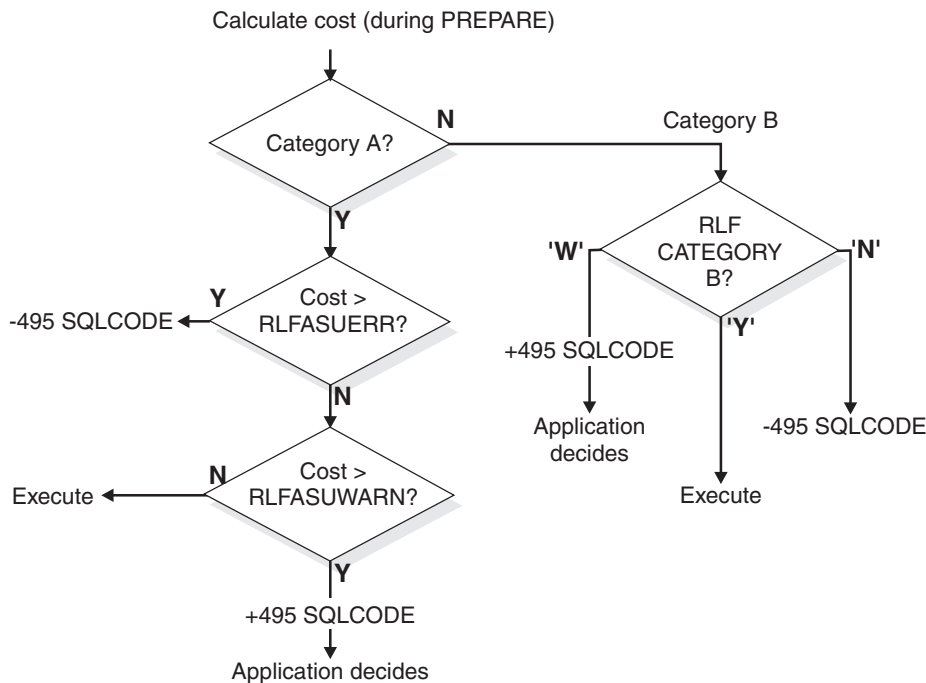 Calculate cost (during PREPARE)
Category A?
N
Category B
Y
RLF
CATEGORY
B?
'W'
'N'
'Y'
Cost >
RLFASUERR?
Y
-495 SQLCODE
N
+495 SQLCODE
Application
decides
-495 SQLCODE
Execute
Cost >
RLFASUWARN?
N
Execute
Y
+495 SQLCODE
Application decides